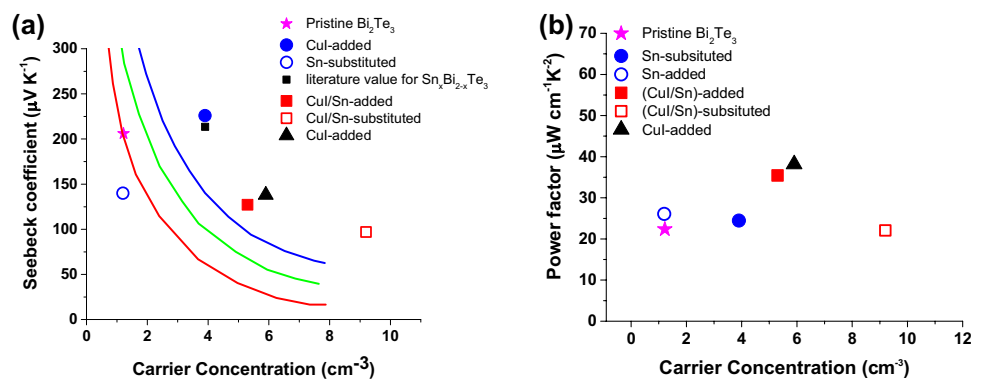 (a)
Pristine Bi₂Te₃
CuI-added
Sn-substituted
literature value for SnₓBi₂₋ₓTe₃
CuI/Sn-added
CuI/Sn-substituted
CuI-added
300
250
200
150
100
50
0
Seebeck coefficient (μV K⁻¹)
0 2 4 6 8 10
Carrier Concentration (cm⁻³)
(b)
Pristine Bi₂Te₃
Sn-subsituted
Sn-added
(CuI/Sn)-added
(CuI/Sn)-subsituted
CuI-added
70
60
50
40
30
20
10
0
Power factor (μW cm⁻¹K⁻²)
0 2 4 6 8 10 12
Carrier Concentration (cm⁻³)